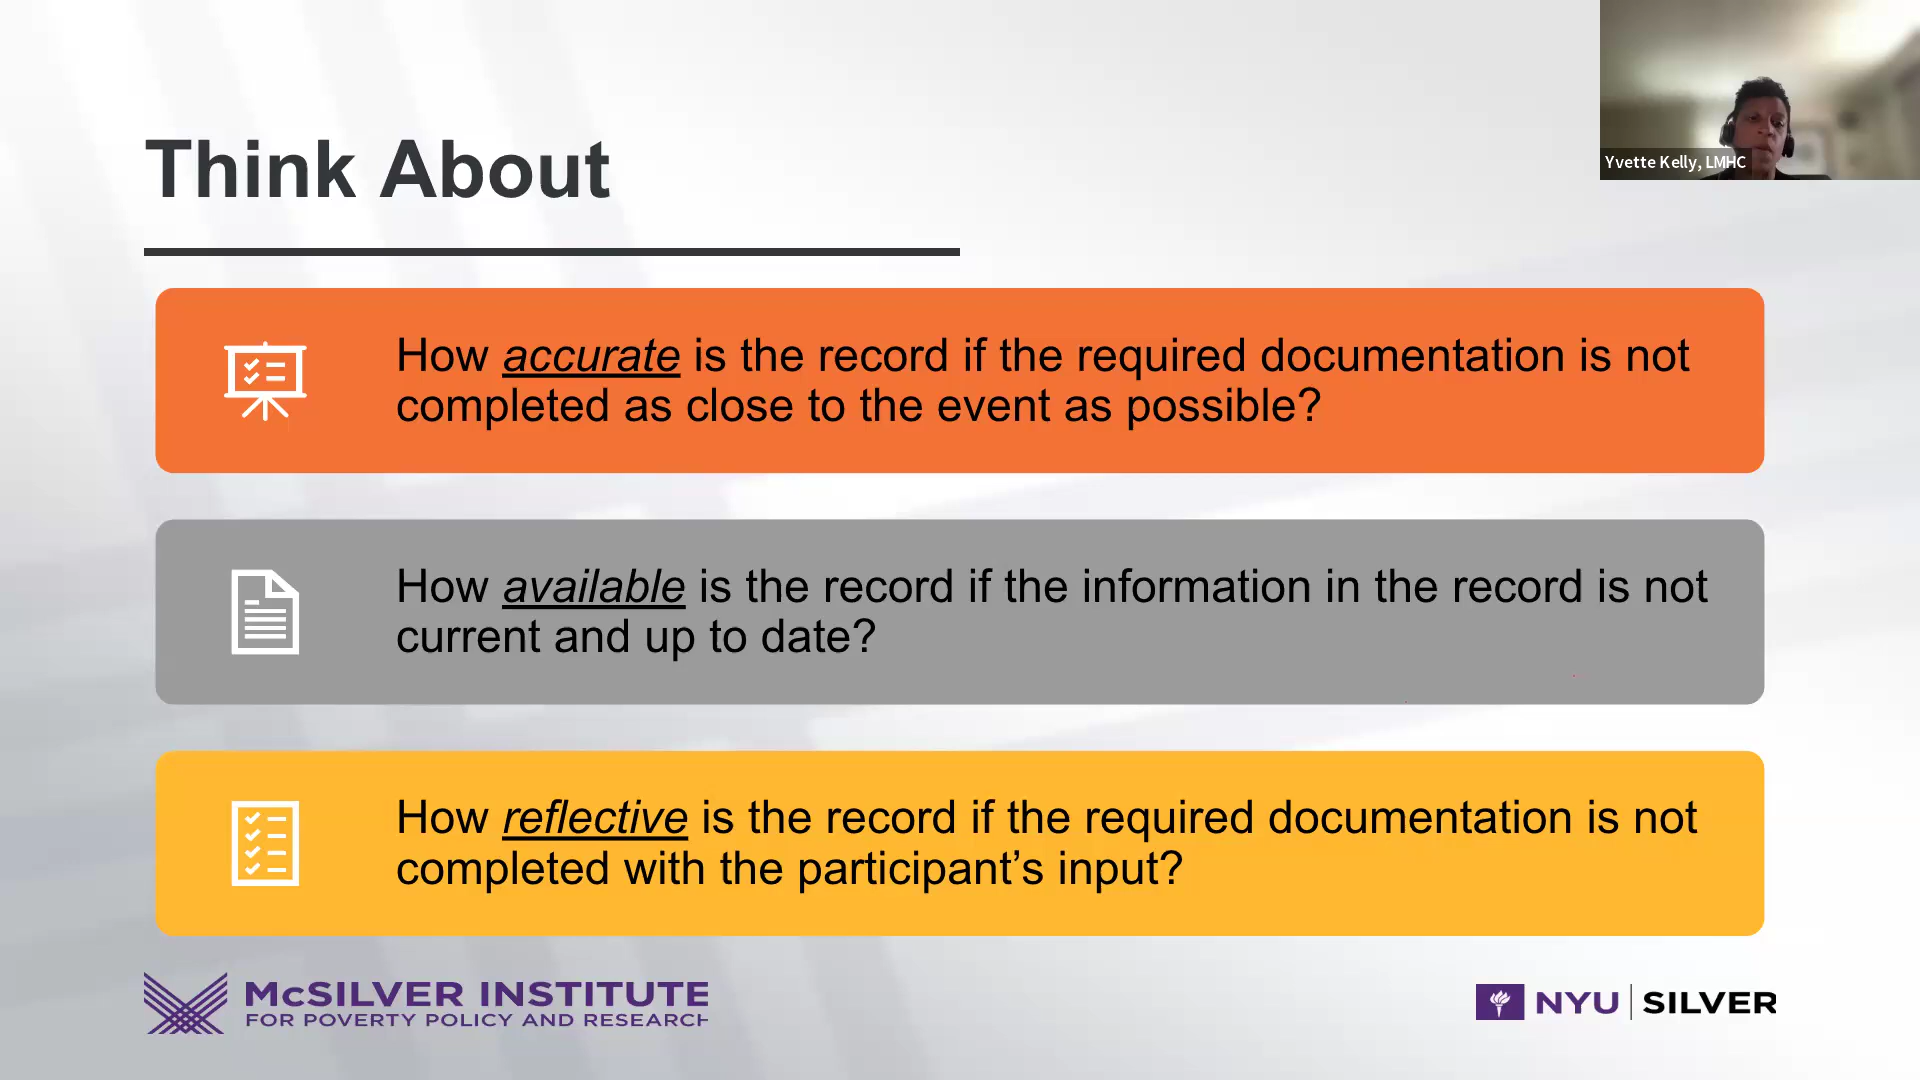 Think About
Yvette Kelly, LMHC
How accurate is the record if the required documentation is not
completed as close to the event as possible?
How available is the record if the information in the record is not
current and up to date?
How reflective is the record if the required documentation is not
completed with the participant’s input?
McSILVER INSTITUTE
FOR POVERTY POLICY AND RESEARCH
NYU SILVER